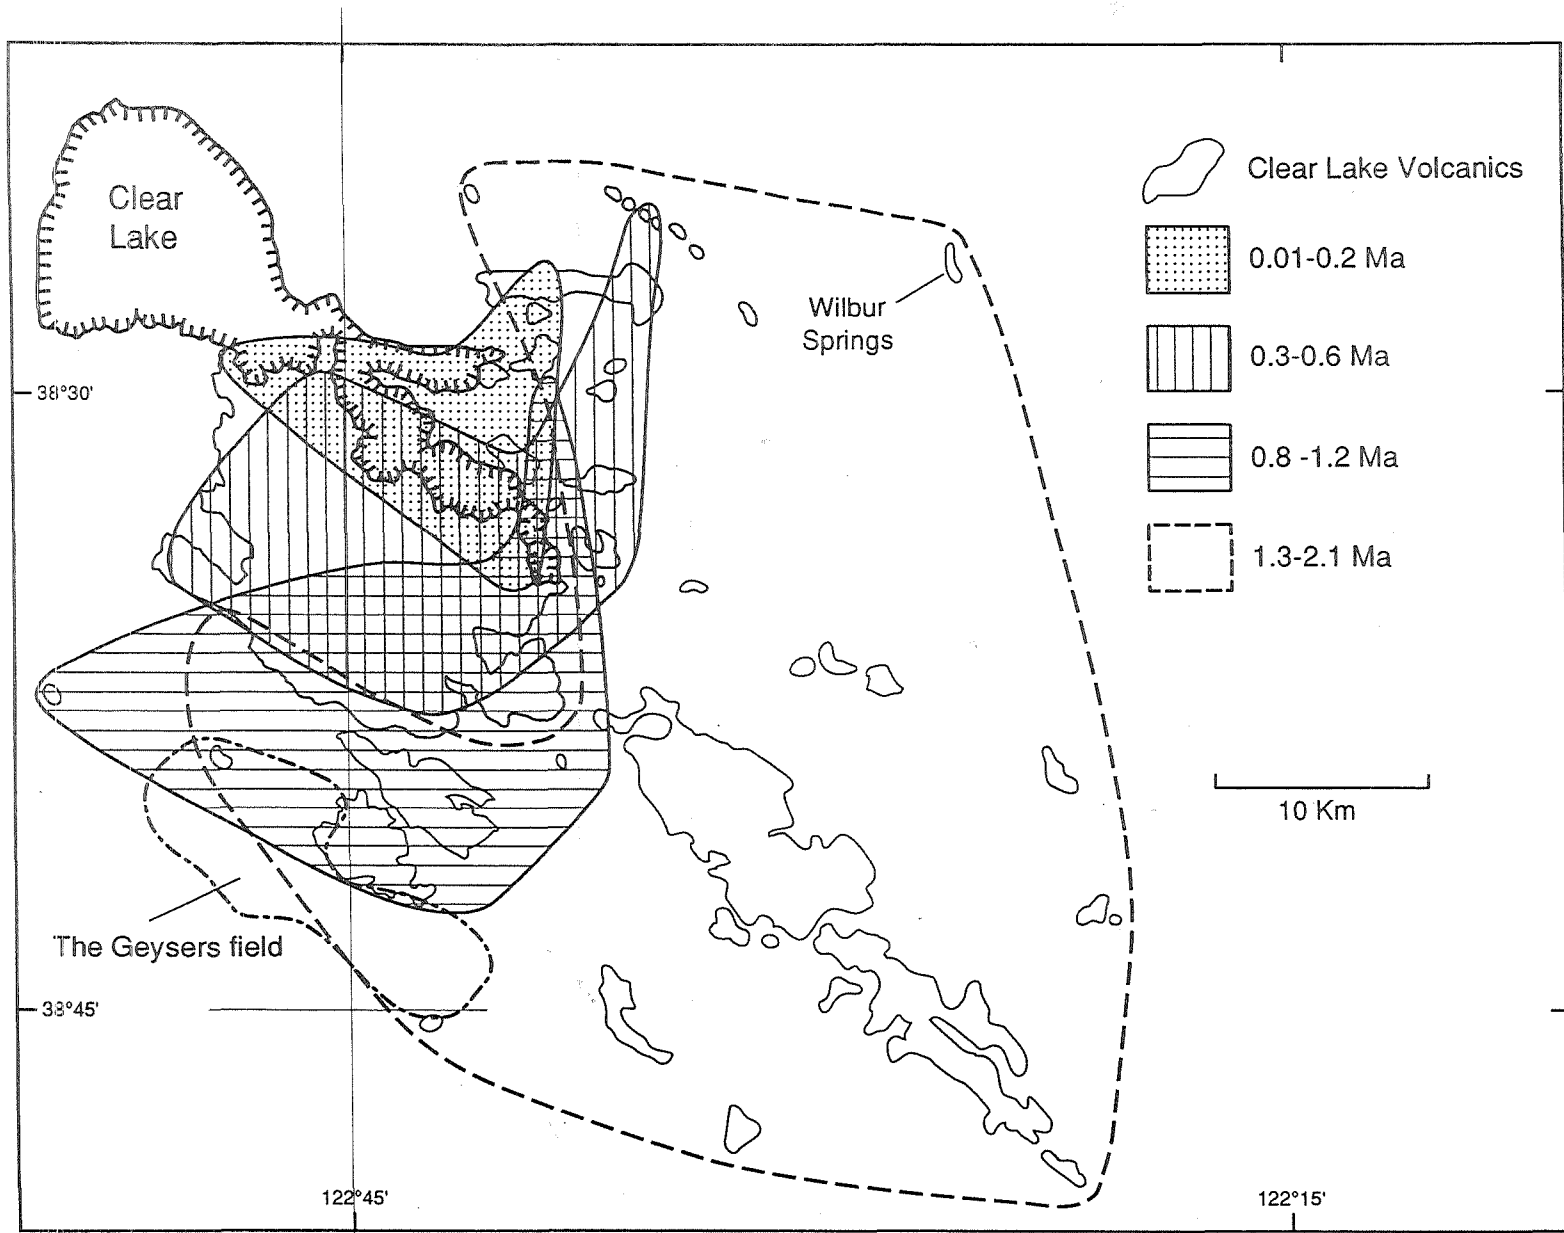 Clear
Lake
Clear Lake Volcanics
0.01-0.2 Ma
Wilbur
Springs
0.3-0.6 Ma
38°30'
0.8 -1.2 Ma
1.3-2.1 Ma
10 Km
The Geysers field
38°45'
122°45'
122°15'